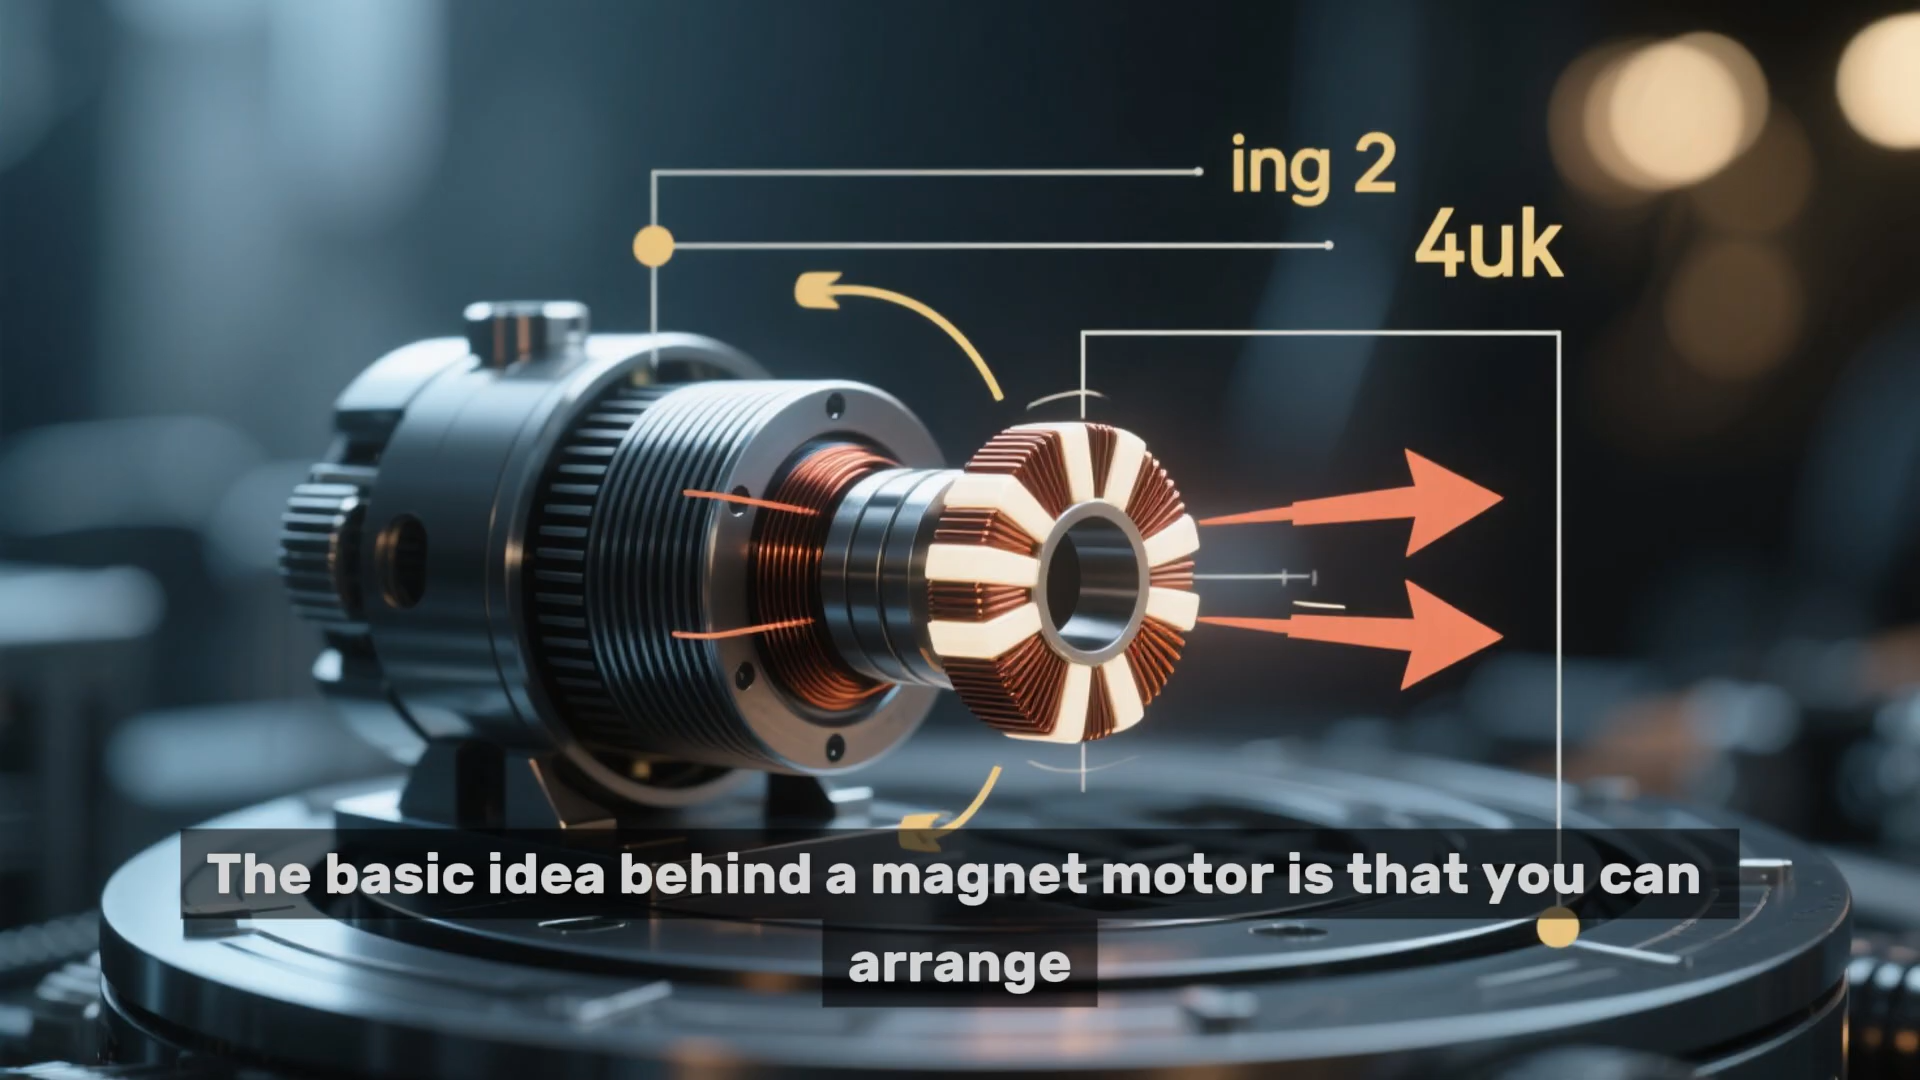 ing 2
4uk
The basic idea behind a magnet motor is that you can
arrange